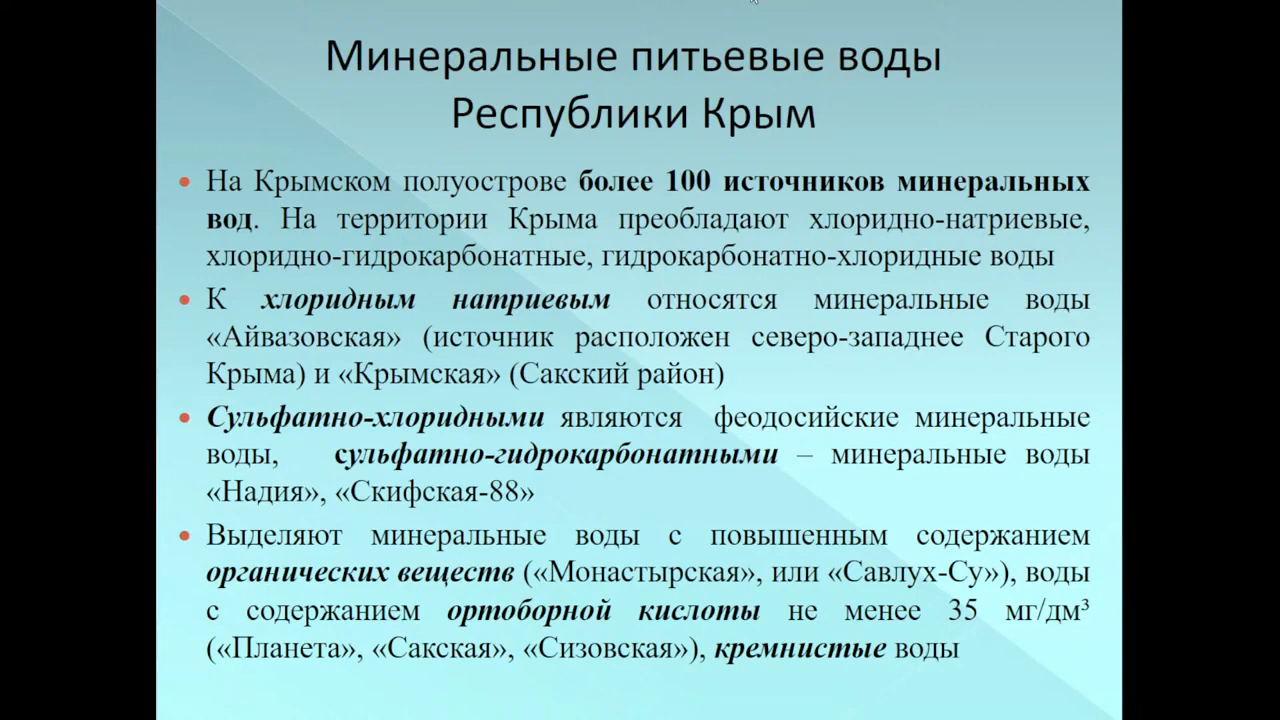 Минеральные питьевые воды
Республики Крым
• На Крымском полуострове более 100 источников минеральных
вод. На территории Крыма преобладают хлоридно-натриевые,
хлоридно-гидрокарбонатные, гидрокарбонатно-хлоридные воды
• К хлоридным натриевым относятся минеральные воды
«Айвазовская» (источник расположен северо-западнее Старого
Крыма) и «Крымская» (Сакский район)
• Сульфатно-хлоридными являются феодосийские минеральные
воды, сульфатно-гидрокарбонатными – минеральные воды
«Надия», «Скифская-88»
• Выделяют минеральные воды с повышенным содержанием
органических веществ («Монастырская», или «Савлух-Су»), воды
с содержанием ортоборной кислоты не менее 35 мг/дм³
(«Планета», «Сакская», «Сизовская»), кремнистые воды